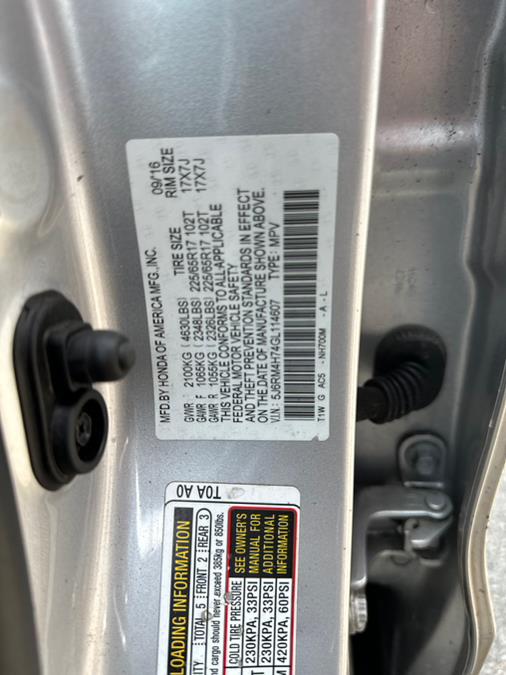 MFD.BY HONDA OF AMERICA MFG.,INC. 09/16
TIRE SIZE RIM SIZE
GVWR 2100KG (4630LBS)
GAWR F 1065KG (2348LBS) 225/65R17 102T 17X7J
GAWR R 1055KG (2326LBS) 225/65R17 102T 17X7J
THIS VEHICLE CONFORMS TO ALL APPLICABLE
FEDERAL MOTOR VEHICLE SAFETY
AND THEFT PREVENTION STANDARDS IN EFFECT
ON THE DATE OF MANUFACTURE SHOWN ABOVE.
V.I.N.: 5J6RM4H74GL114607 TYPE: MPV
T1W G AC5 -NH700M -A -L
T0A A0
LOADING INFORMATION
TOTAL 5 FRONT 2 REAR 3
and cargo should never exceed 385kg or 850lbs.
COLD TIRE PRESSURE
230KPA, 33PSI
230KPA, 33PSI
420KPA, 60PSI
SEE OWNER'S
MANUAL FOR
ADDITIONAL
INFORMATION